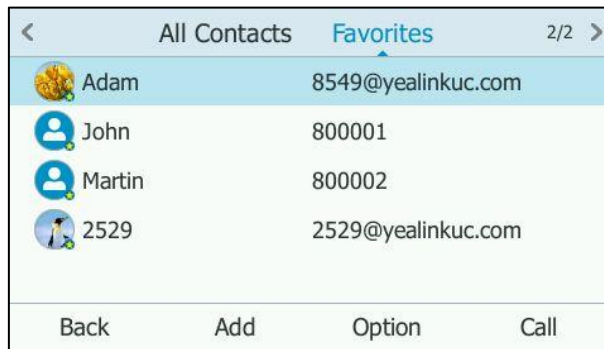 All Contacts Favorites 2/2
Adam 8549@yealinkuc.com
John 800001
Martin 800002
2529 2529@yealinkuc.com
Back Add Option Call